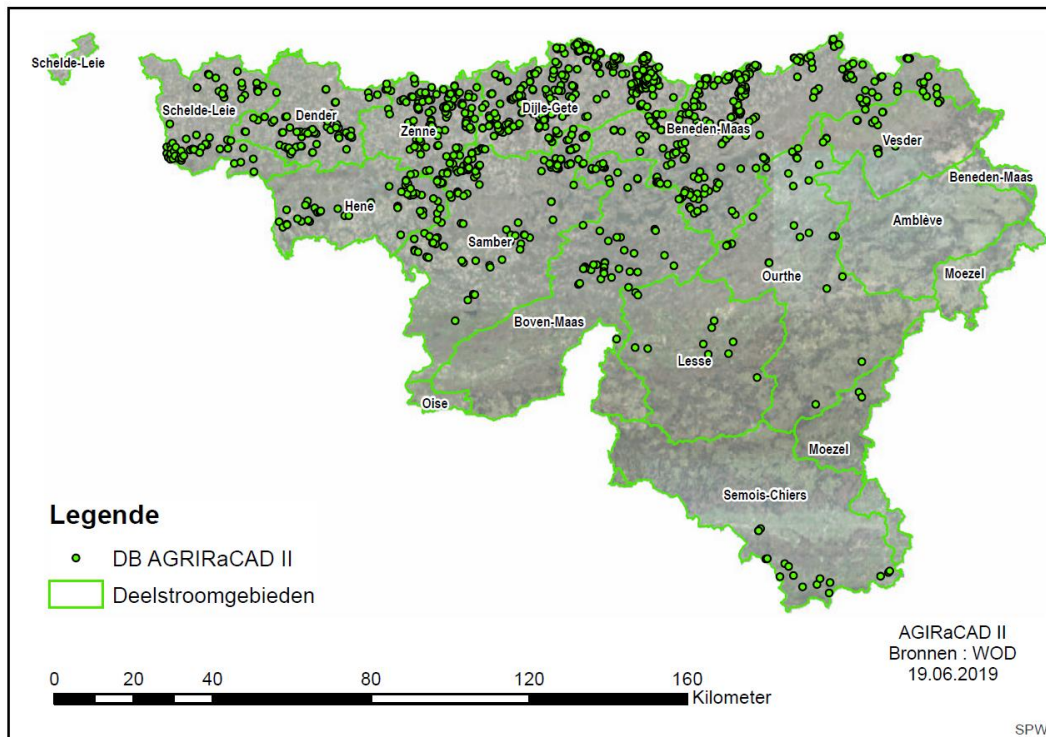 Schelde-Leie
Schelde-Leie
Dender
Zenne
Dijle-Gete
Beneden-Maas
Vesder
Beneden-Maas
Hene
Samber
Amblève
Ourthe
Moezel
Boven-Maas
Lesse
Oise
Moezel
Semois-Chiers
Legende
DB AGRIRaCAD II
Deelstroomgebieden
AGIRaCAD II
Bronnen : WOD
19.06.2019
0 20 40 80 120 160
Kilometer
SPW